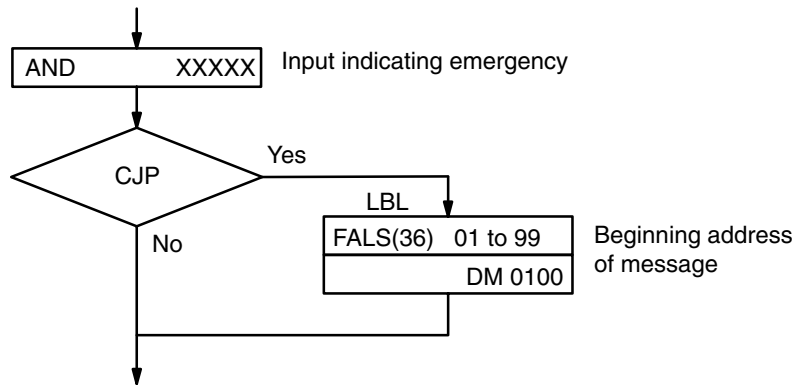 AND XXXXX
Input indicating emergency
CJP
Yes
No
LBL
FALS(36) 01 to 99
DM 0100
Beginning address
of message